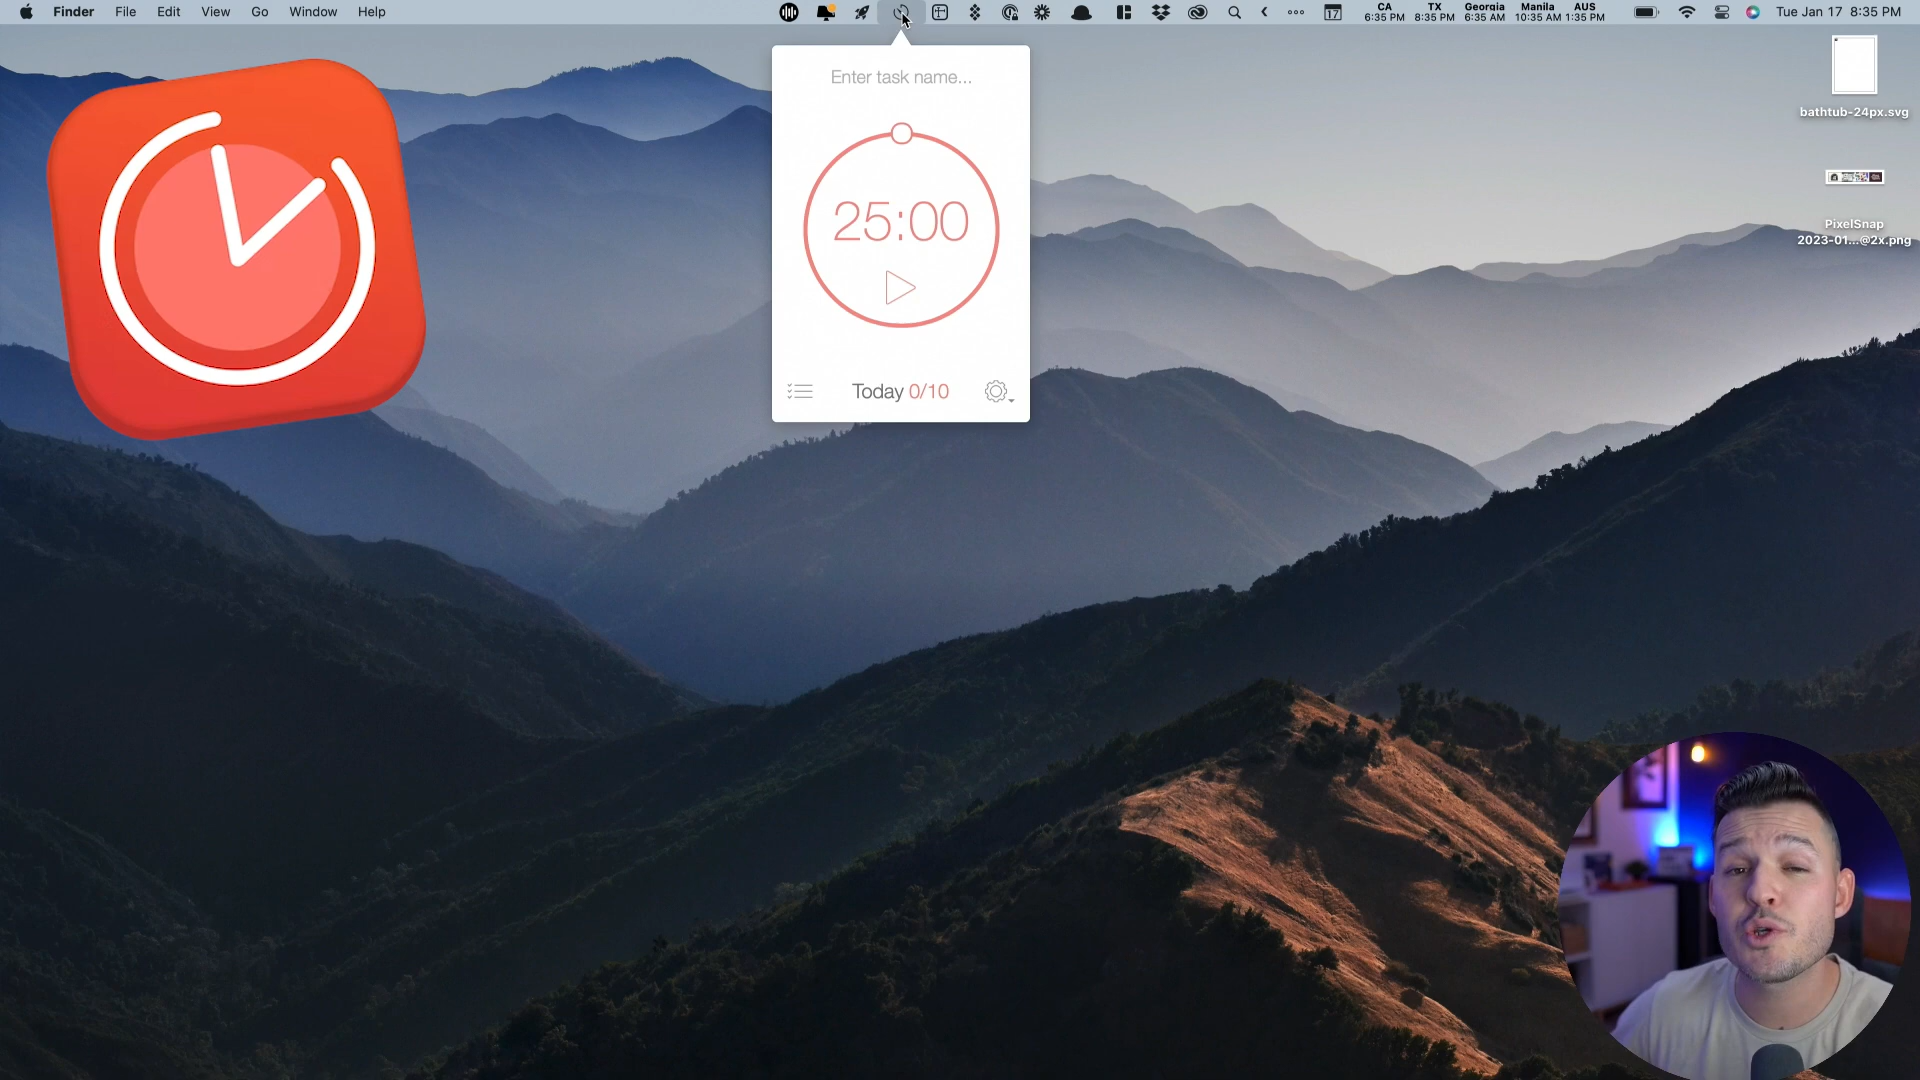 Finder File Edit View Go Window Help
17
CA TX Georgia Manila AUS
6:35 PM 8:35 PM 6:35 AM 10:35 AM 1:35 PM
Tue Jan 17 8:35 PM
Enter task name...
25:00
Today 0/10
bathtub-24px.svg
PixelSnap
2023-01...@2x.png